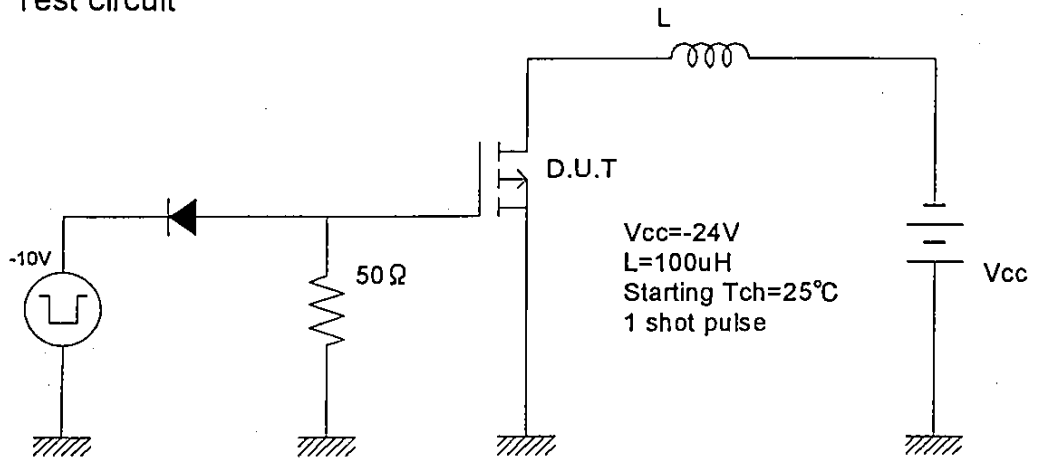 Test circuit
L
D.U.T
-10V
50Ω
Vcc=-24V
L=100uH
Starting Tch=25℃
1 shot pulse
Vcc